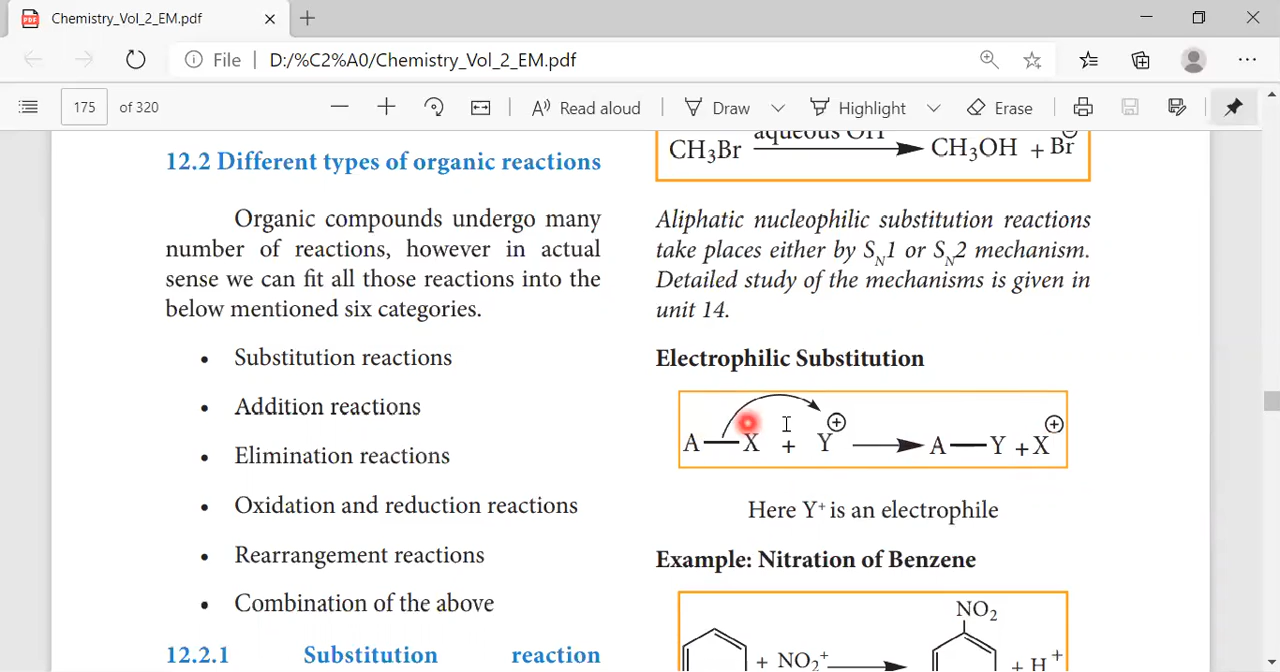 Chemistry_Vol_2_EM.pdf
File D:/%C2%A0/Chemistry_Vol_2_EM.pdf
175 of 320 Read aloud Draw Highlight Erase
12.2 Different types of organic reactions
Organic compounds undergo many
number of reactions, however in actual
sense we can fit all those reactions into the
below mentioned six categories.
• Substitution reactions
• Addition reactions
• Elimination reactions
• Oxidation and reduction reactions
• Rearrangement reactions
• Combination of the above
12.2.1 Substitution reaction
aqueous OH
CH₃Br CH₃OH + Br⊖
Aliphatic nucleophilic substitution reactions
take places either by S_N1 or S_N2 mechanism.
Detailed study of the mechanisms is given in
unit 14.
Electrophilic Substitution
A—X + Y⊕ → A—Y + X⊕
Here Y⁺ is an electrophile
Example: Nitration of Benzene
NO₂
+ NO₂⁺ → + H⁺